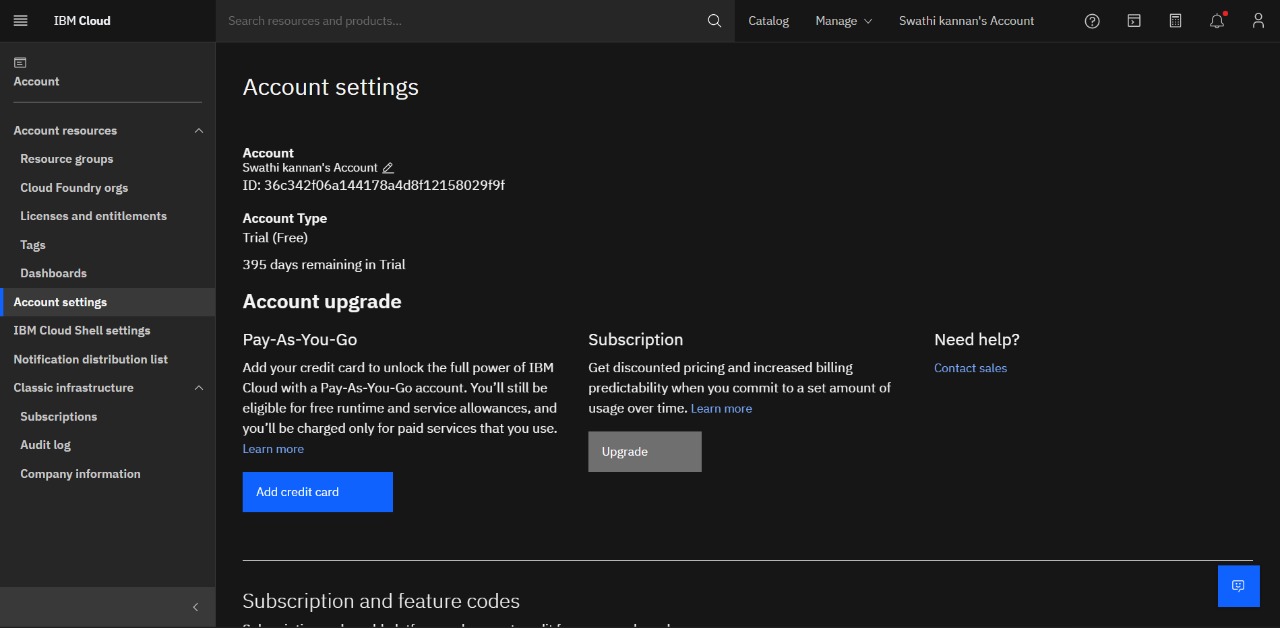 IBM Cloud
Search resources and products...
Catalog
Manage
Swathi kannan's Account
Account
Account resources
Resource groups
Cloud Foundry orgs
Licenses and entitlements
Tags
Dashboards
Account settings
IBM Cloud Shell settings
Notification distribution list
Classic infrastructure
Subscriptions
Audit log
Company information
Account settings
Account
Swathi kannan's Account
ID: 36c342f06a144178a4d8f12158029f9f
Account Type
Trial (Free)
395 days remaining in Trial
Account upgrade
Pay-As-You-Go
Add your credit card to unlock the full power of IBM
Cloud with a Pay-As-You-Go account. You’ll still be
eligible for free runtime and service allowances, and
you’ll be charged only for paid services that you use.
Learn more
Add credit card
Subscription
Get discounted pricing and increased billing
predictability when you commit to a set amount of
usage over time. Learn more
Upgrade
Need help?
Contact sales
Subscription and feature codes